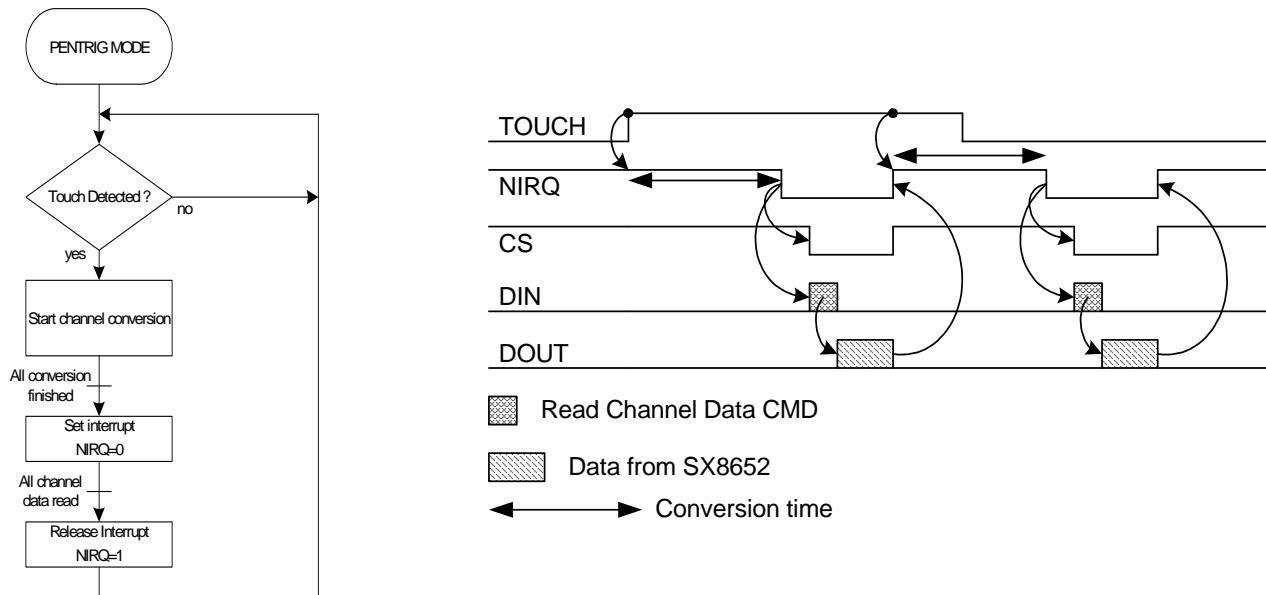 PENTRIG MODE
Touch Detected ?
no
yes
Start channel conversion
All conversion
finished
Set interrupt
NIRQ=0
All channel
data read
Release Interrupt
NIRQ=1
TOUCH
NIRQ
CS
DIN
DOUT
Read Channel Data CMD
Data from SX8652
Conversion time